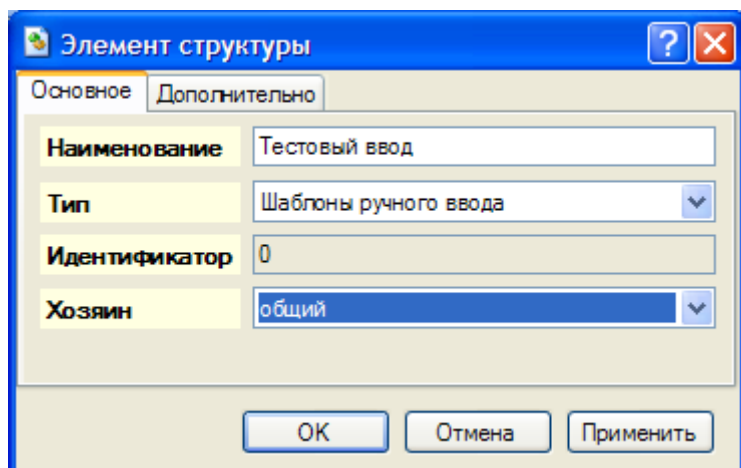 Элемент структуры
Основное Дополнительно
Наименование Тестовый ввод
Тип Шаблоны ручного ввода
Идентификатор 0
Хозяин общий
OK Отмена Применить